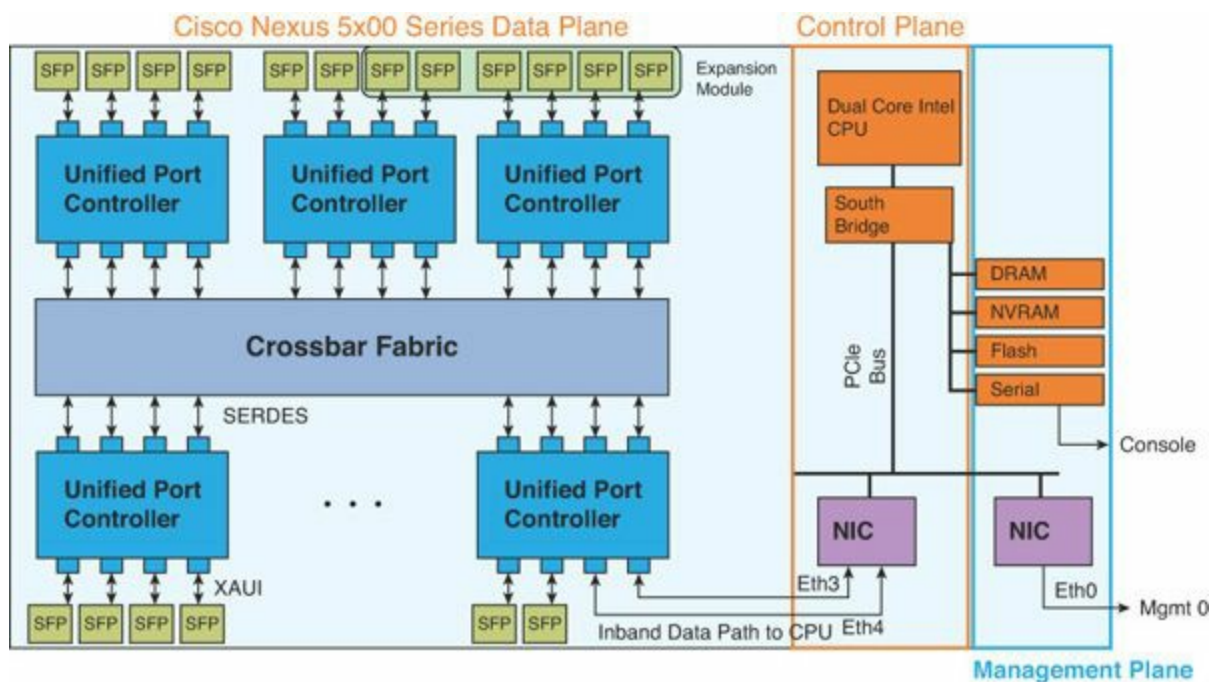 Cisco Nexus 5x00 Series Data Plane
Control Plane
SFP SFP SFP SFP
SFP SFP SFP SFP
SFP SFP SFP SFP
Expansion
Module
Unified Port
Controller
Unified Port
Controller
Unified Port
Controller
Crossbar Fabric
SERDES
Unified Port
Controller
. . .
Unified Port
Controller
XAUI
SFP SFP SFP SFP
SFP SFP
Inband Data Path to CPU
Dual Core Intel
CPU
South
Bridge
PCIe
Bus
DRAM
NVRAM
Flash
Serial
Console
NIC
NIC
Eth3
Eth4
Eth0
Mgmt 0
Management Plane